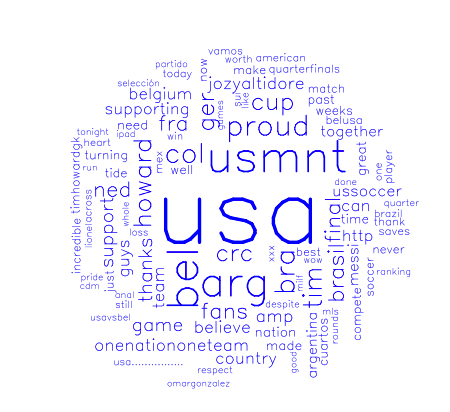 vamos
partido now worth american
today make quarterfinals
selección jozyaltidore
belgium ger sun like cup match
supporting games past
need fra proud weeks
tonight ipad win belusa
heart together
turning mex col usmnt great one player
run tide well
ned done
timhowardgk incredible lionelacross support howard usa ussoccer quarter
can brazil
whole final time thank
guys loss http saves
just thanks bel crc xxx bra best brasil messi never
pride team arg wow tim soccer ranking
cdm milf
anal still fans despite compete
usavsbel amp argentina cuartos m rounds
game believe nation
onenationoneteam made
usa................ country good
respect
omargonzalez